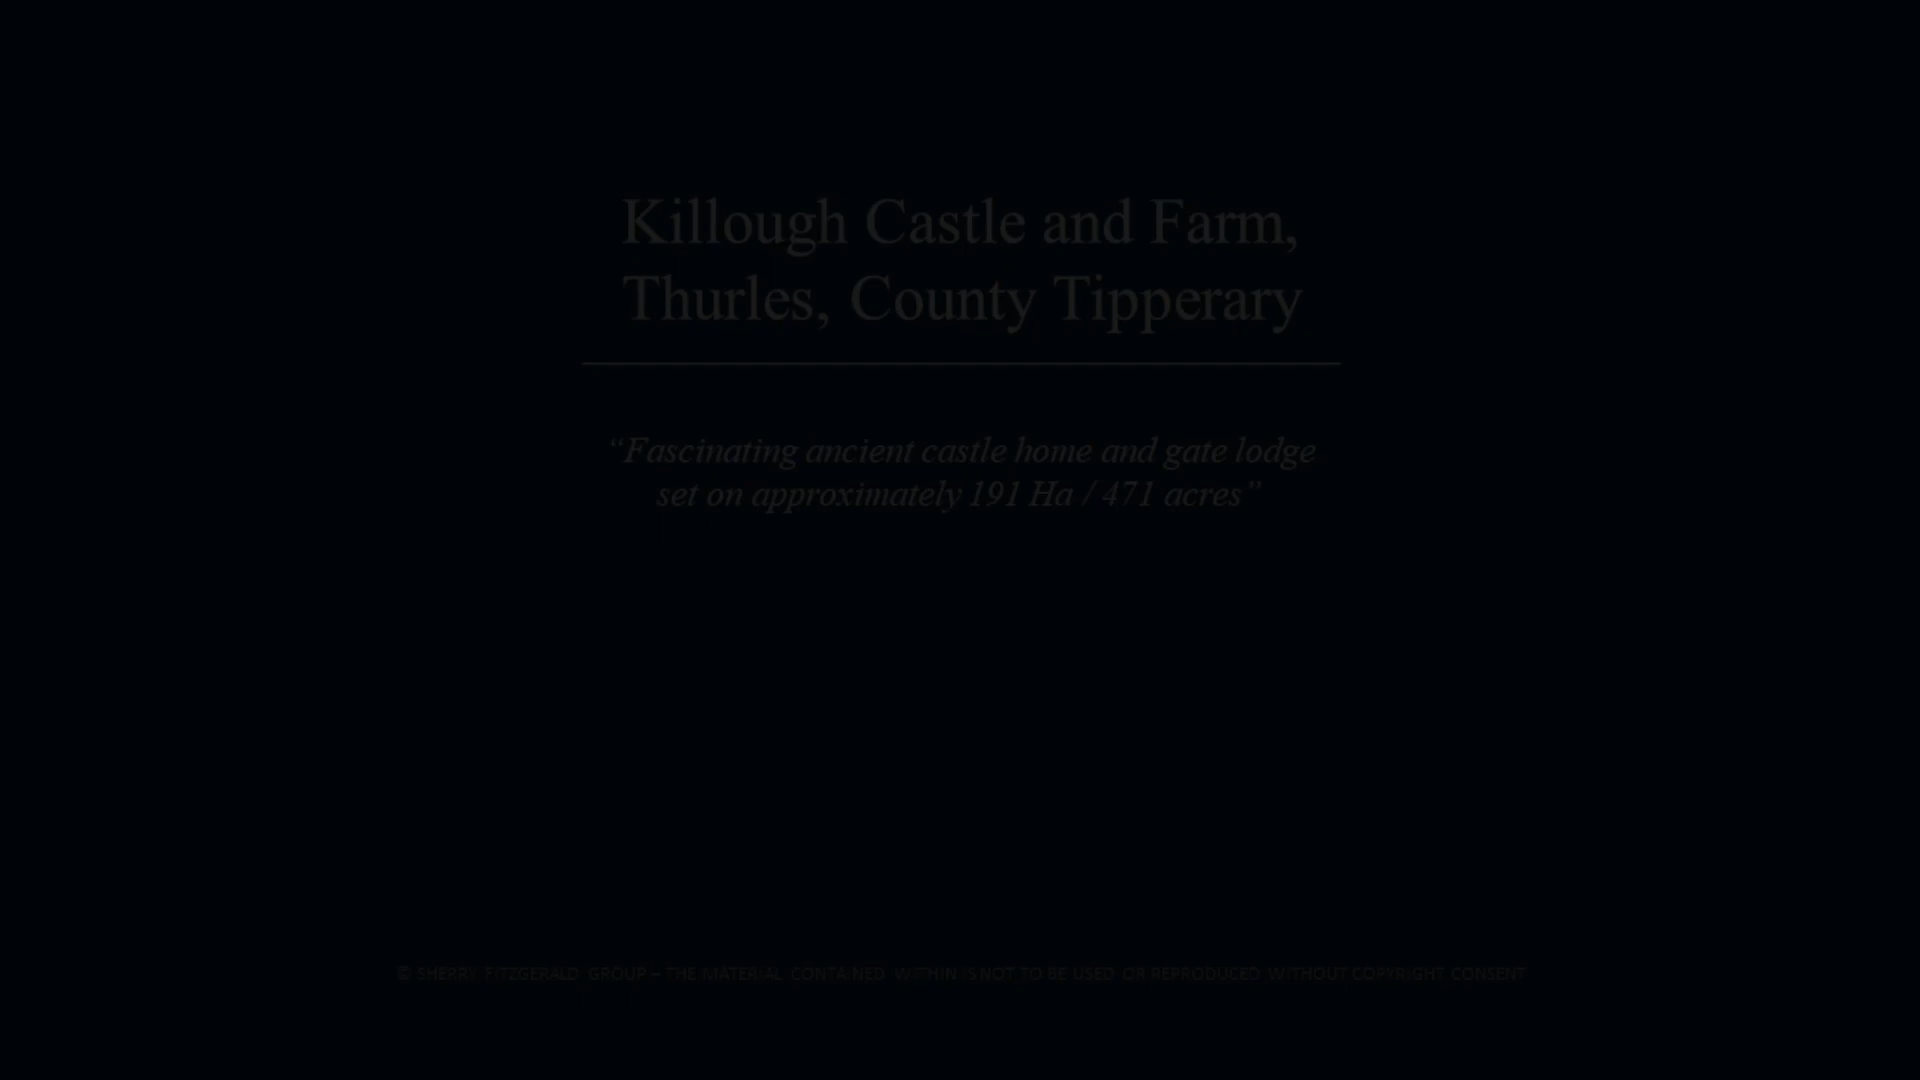 Killough Castle and Farm,
Thurles, County Tipperary
“Fascinating ancient castle home and gate lodge
set on approximately 191 Ha / 471 acres”
© SHERRY FITZGERALD GROUP – THE MATERIAL CONTAINED WITHIN IS NOT TO BE USED OR REPRODUCED WITHOUT COPYRIGHT CONSENT